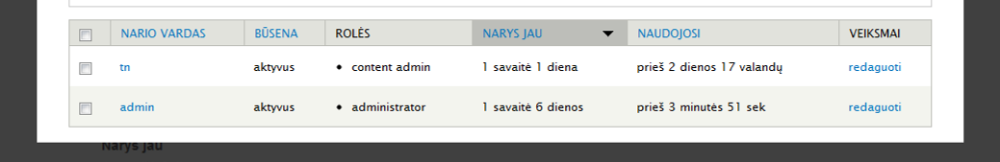 NARIO VARDAS BŪSENA ROLĖS NARYS JAU NAUDOJOSI VEIKSMAI
tn aktyvus • content admin 1 savaitė 1 diena prieš 2 dienos 17 valandų redaguoti
admin aktyvus • administrator 1 savaitė 6 dienos prieš 3 minutės 51 sek redaguoti
Narys jau